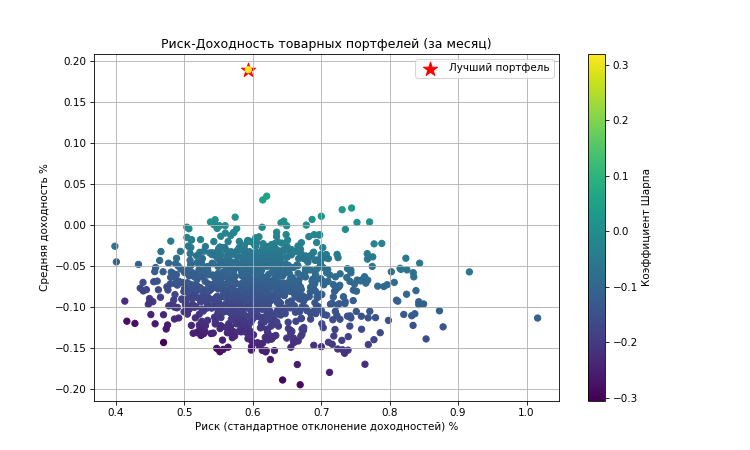 Риск-Доходность товарных портфелей (за месяц)
Лучший портфель
Средняя доходность %
0.20
0.15
0.10
0.05
0.00
−0.05
−0.10
−0.15
−0.20
0.4 0.5 0.6 0.7 0.8 0.9 1.0
Риск (стандартное отклонение доходностей) %
0.3
0.2
0.1
0.0
−0.1
−0.2
−0.3
Коэффициент Шарпа